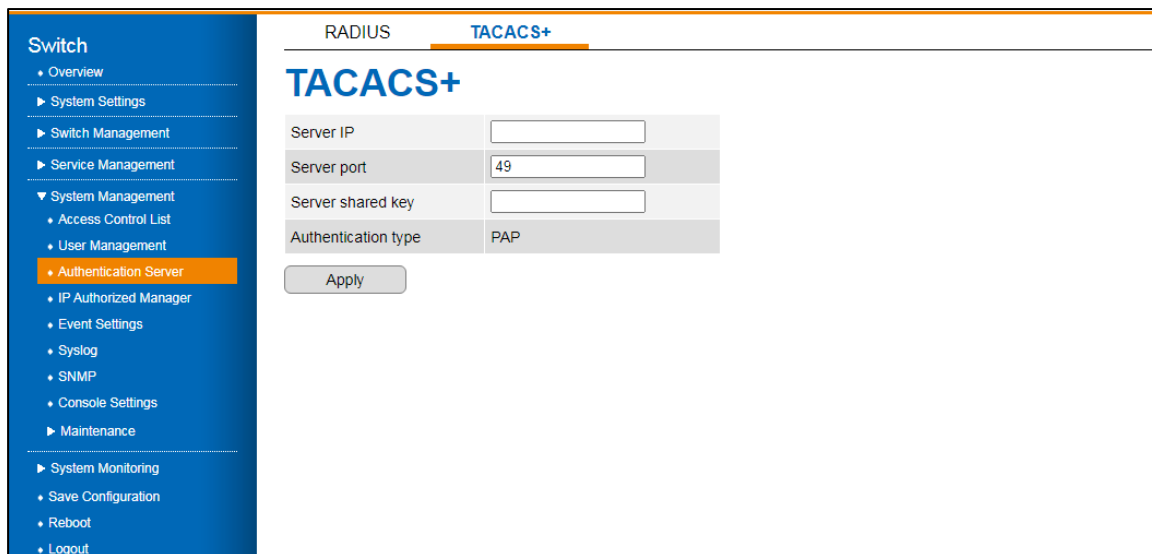 Switch
Overview
System Settings
Switch Management
Service Management
System Management
Access Control List
User Management
Authentication Server
IP Authorized Manager
Event Settings
Syslog
SNMP
Console Settings
Maintenance
System Monitoring
Save Configuration
Reboot
Logout
RADIUS TACACS+
TACACS+
Server IP
Server port 49
Server shared key
Authentication type PAP
Apply